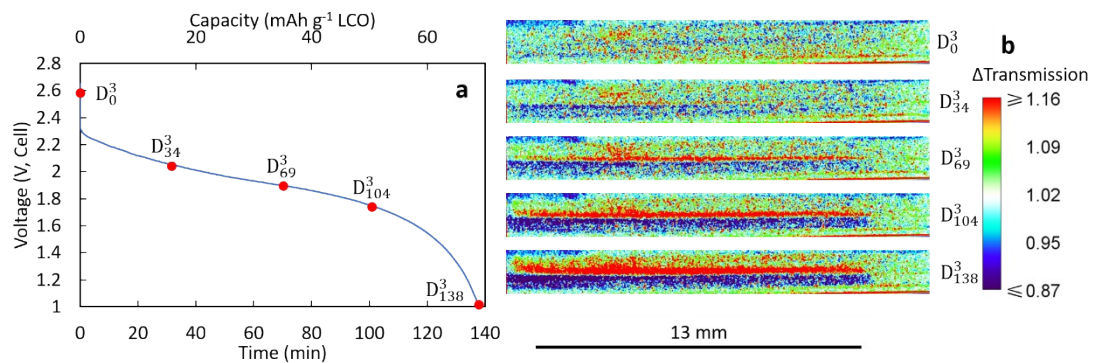 Capacity (mAh g⁻¹ LCO)
0 20 40 60
2.8
2.6
2.4
2.2
2
1.8
1.6
1.4
1.2
1
Voltage (V, Cell)
a
D³₀
D³₃₄
D³₆₉
D³₁₀₄
D³₁₃₈
0 20 40 60 80 100 120 140
Time (min)
D³₀
D³₃₄
D³₆₉
D³₁₀₄
D³₁₃₈
13 mm
b
ΔTransmission
⩾ 1.16
1.09
1.02
0.95
⩽ 0.87